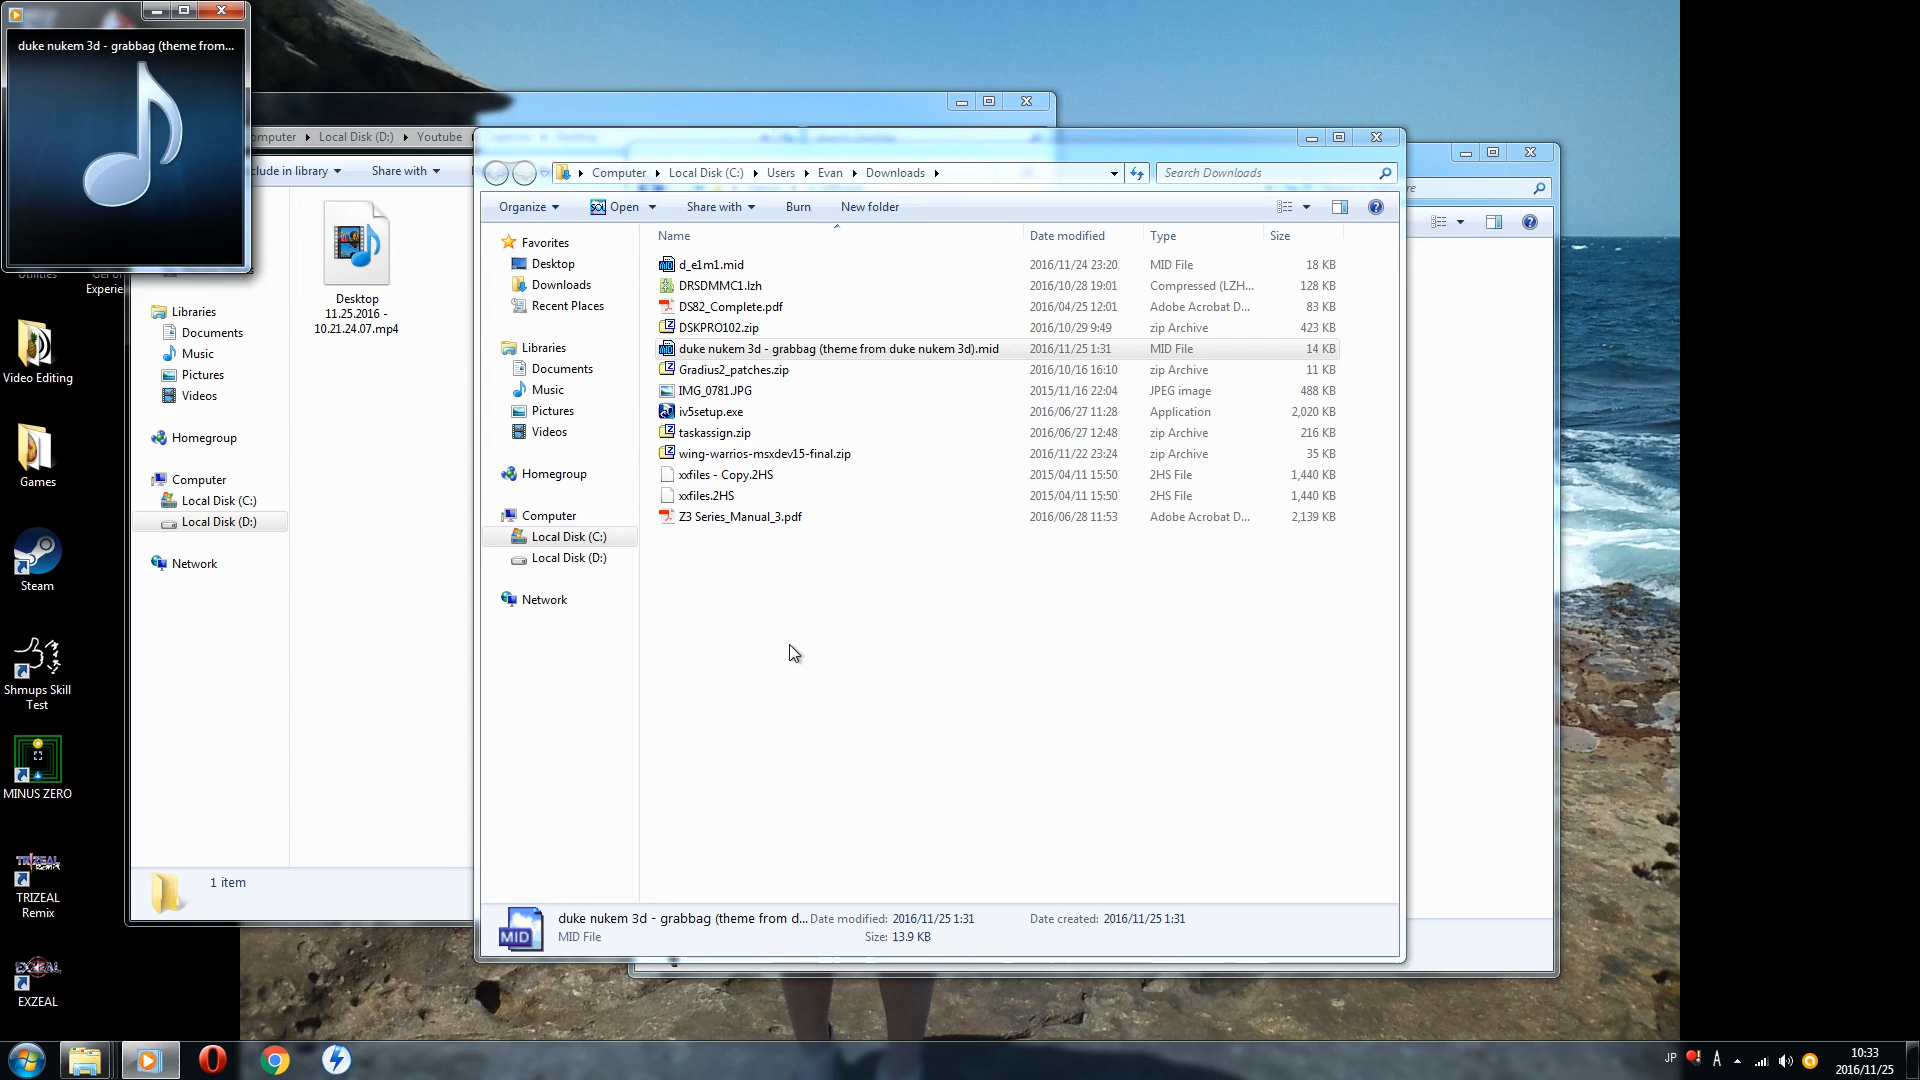 duke nukem 3d - grabbag (theme from...
Utilities
Experie
Video Editing
Games
Steam
Shmups Skill
Test
MINUS ZERO
TRIZEAL
Remix
EXZEAL
omputer Local Disk (D:) Youtube
clude in library Share with
Libraries
Documents
Music
Pictures
Videos
Homegroup
Computer
Local Disk (C:)
Local Disk (D:)
Network
Desktop
11.25.2016 -
10.21.24.07.mp4
1 item
Computer Local Disk (C:) Users Evan Downloads
Search Downloads
Organize Open Share with Burn New folder
Favorites
Desktop
Downloads
Recent Places
Libraries
Documents
Music
Pictures
Videos
Homegroup
Computer
Local Disk (C:)
Local Disk (D:)
Network
Name Date modified Type Size
d_e1m1.mid 2016/11/24 23:20 MID File 18 KB
DRSDMMC1.lzh 2016/10/28 19:01 Compressed (LZH... 128 KB
DS82_Complete.pdf 2016/04/25 12:01 Adobe Acrobat D... 83 KB
DSKPRO102.zip 2016/10/29 9:49 zip Archive 423 KB
duke nukem 3d - grabbag (theme from duke nukem 3d).mid 2016/11/25 1:31 MID File 14 KB
Gradius2_patches.zip 2016/10/16 16:10 zip Archive 11 KB
IMG_0781.JPG 2015/11/16 22:04 JPEG image 488 KB
iv5setup.exe 2016/06/27 11:28 Application 2,020 KB
taskassign.zip 2016/06/27 12:48 zip Archive 216 KB
wing-warrios-msxdev15-final.zip 2016/11/22 23:24 zip Archive 35 KB
xxfiles - Copy.2HS 2015/04/11 15:50 2HS File 1,440 KB
xxfiles.2HS 2015/04/11 15:50 2HS File 1,440 KB
Z3 Series_Manual_3.pdf 2016/06/28 11:53 Adobe Acrobat D... 2,139 KB
MID
duke nukem 3d - grabbag (theme from d... Date modified: 2016/11/25 1:31 Date created: 2016/11/25 1:31
MID File Size: 13.9 KB
JP A 10:33
2016/11/25